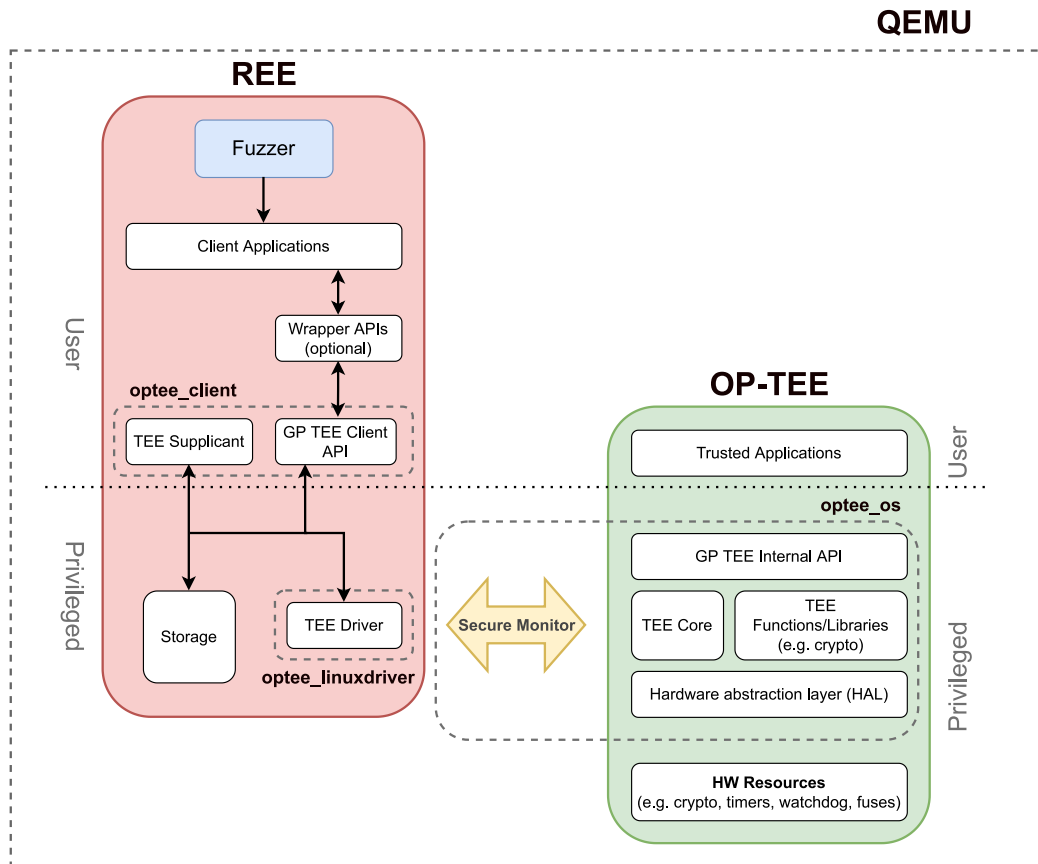 QEMU
REE
Fuzzer
Client Applications
Wrapper APIs
(optional)
User
optee_client
TEE Supplicant
GP TEE Client
API
Privileged
Storage
TEE Driver
optee_linuxdriver
Secure Monitor
OP-TEE
Trusted Applications
User
optee_os
GP TEE Internal API
TEE Core
TEE
Functions/Libraries
(e.g. crypto)
Hardware abstraction layer (HAL)
Privileged
HW Resources
(e.g. crypto, timers, watchdog, fuses)